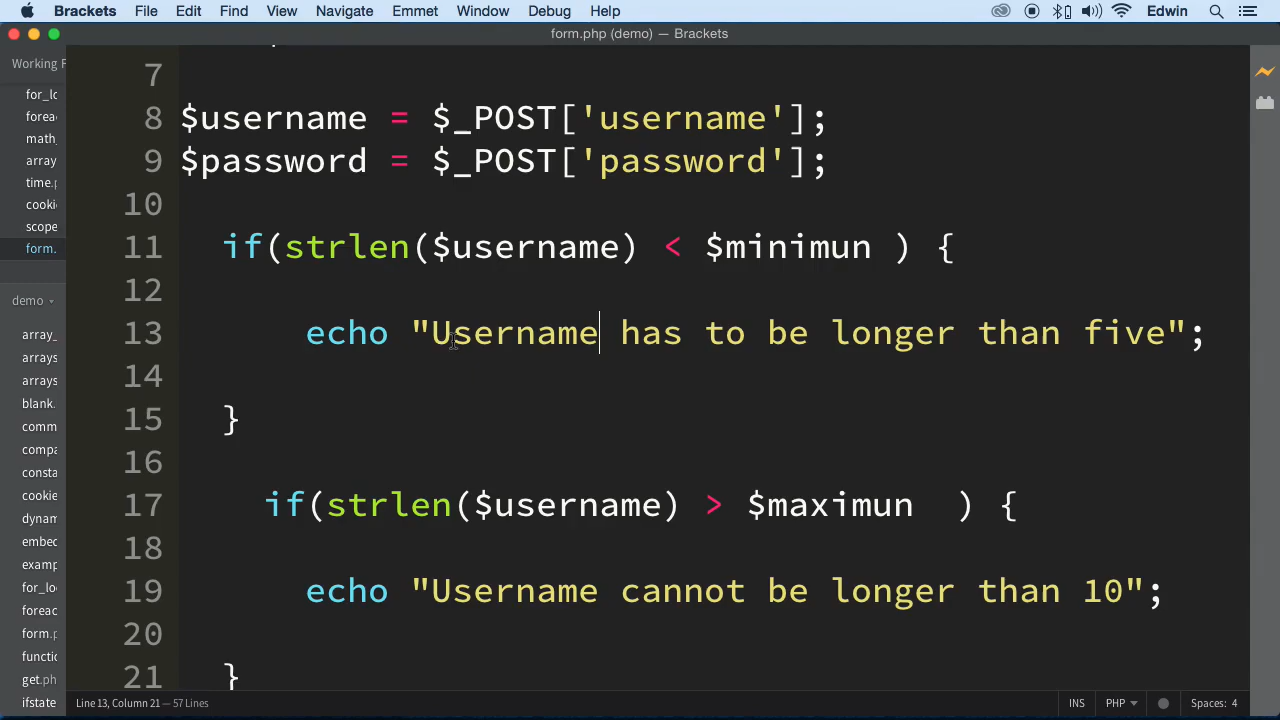 Brackets File Edit Find View Navigate Emmet Window Debug Help Edwin
form.php (demo) — Brackets
Working F
for_lo
forea
math_
array
time.p
cooki
scope
form.
demo
array_
arrays
arrays
blank.
comm
compa
consta
cookie
dynam
embed
examp
for_loo
foreac
form.p
functio
get.ph
ifstate
7
8 $username = $_POST['username'];
9 $password = $_POST['password'];
10
11 if(strlen($username) < $minimun ) {
12
13 echo "Username has to be longer than five";
14
15 }
16
17 if(strlen($username) > $maximun ) {
18
19 echo "Username cannot be longer than 10";
20
21 }
Line 13, Column 21 — 57 Lines INS PHP Spaces: 4